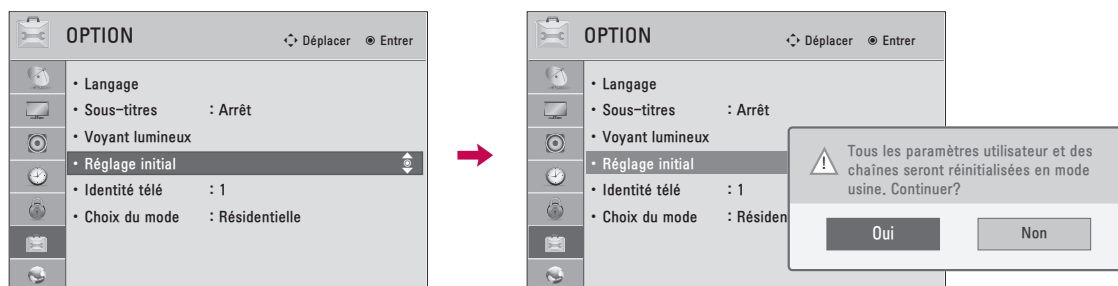 OPTION
Déplacer Entrer
• Langage
• Sous-titres : Arrêt
• Voyant lumineux
• Réglage initial
• Identité télé : 1
• Choix du mode : Résidentielle
OPTION
Déplacer Entrer
• Langage
• Sous-titres : Arrêt
• Voyant lumineux
• Réglage initial
• Identité télé : 1
• Choix du mode : Résiden
Tous les paramètres utilisateur et des
chaînes seront réinitialisées en mode
usine. Continuer?
Oui Non